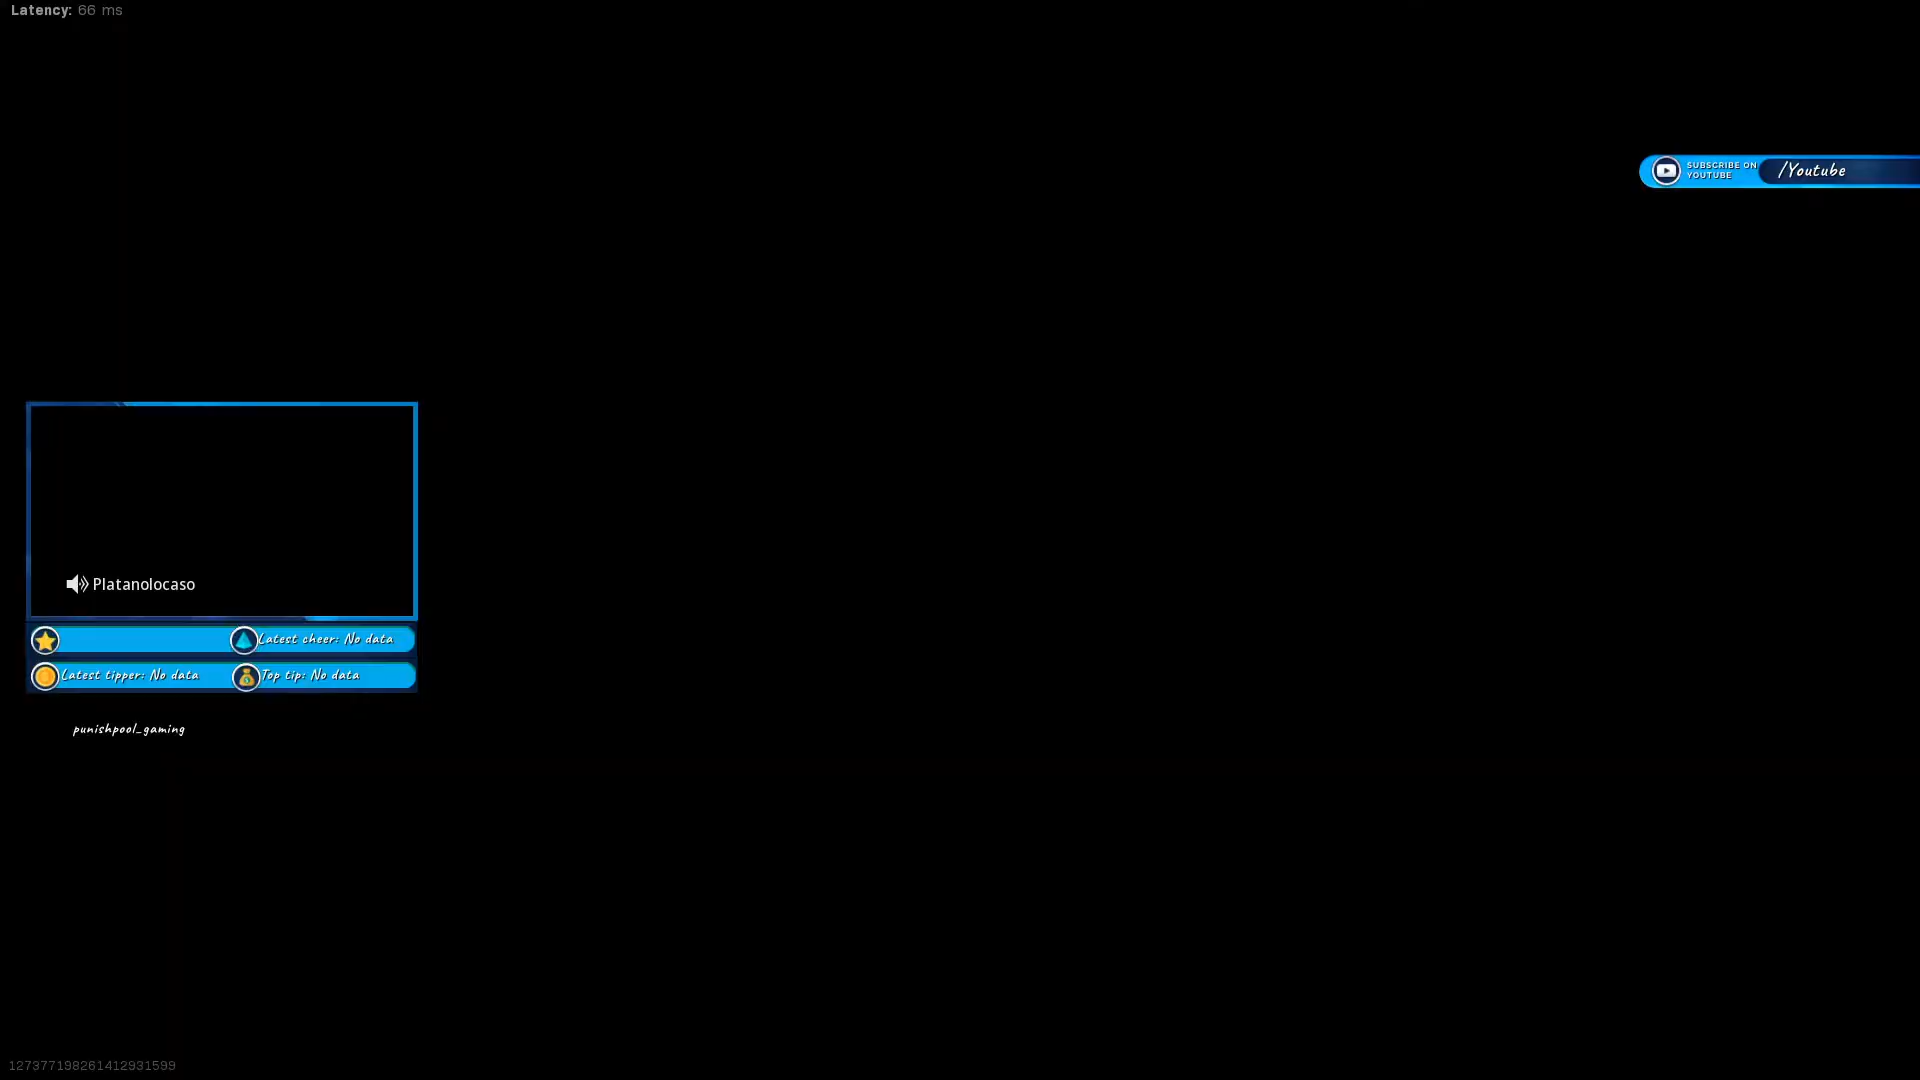 Latency: 66 ms
SUBSCRIBE ON
YOUTUBE
/Youtube
Platanolocaso
Latest cheer: No data
Latest tipper: No data
Top tip: No data
punishpool_gaming
127377198261412931599